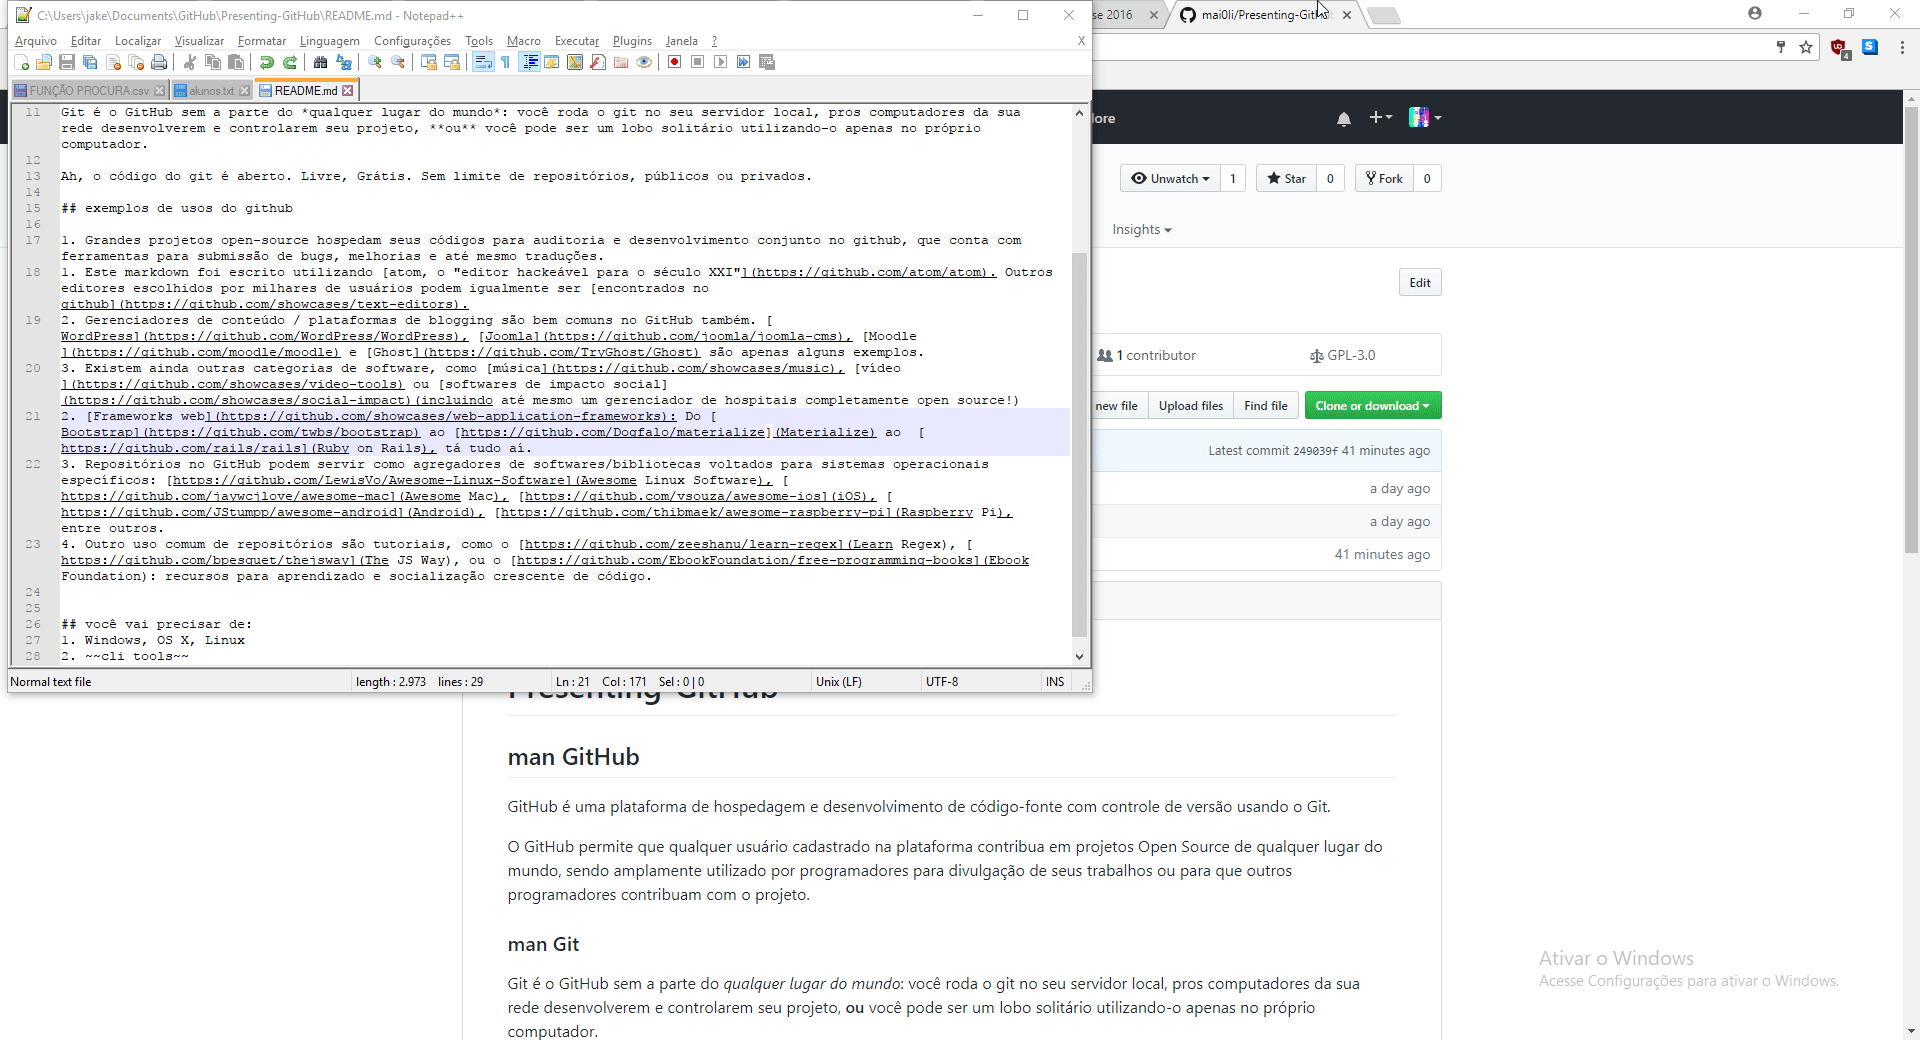 C:\Users\jake\Documents\GitHub\Presenting-GitHub\README.md - Notepad++
Arquivo Editar Localizar Visualizar Formatar Linguagem Configurações Tools Macro Executar Plugins Janela ? X
FUNÇÃO PROCURA.csv alunos.txt README.md
11 Git é o GitHub sem a parte do *qualquer lugar do mundo*: você roda o git no seu servidor local, pros computadores da sua
rede desenvolverem e controlarem seu projeto, **ou** você pode ser um lobo solitário utilizando-o apenas no próprio
computador.
12
13 Ah, o código do git é aberto. Livre, Grátis. Sem limite de repositórios, públicos ou privados.
14
15 ## exemplos de usos do github
16
17 1. Grandes projetos open-source hospedam seus códigos para auditoria e desenvolvimento conjunto no github, que conta com
ferramentas para submissão de bugs, melhorias e até mesmo traduções.
18 1. Este markdown foi escrito utilizando [atom, o "editor hackeável para o século XXI"](https://github.com/atom/atom). Outros
editores escolhidos por milhares de usuários podem igualmente ser [encontrados no
github](https://github.com/showcases/text-editors).
19 2. Gerenciadores de conteúdo / plataformas de blogging são bem comuns no GitHub também. [
WordPress](https://github.com/WordPress/WordPress), [Joomla](https://github.com/joomla/joomla-cms), [Moodle
](https://github.com/moodle/moodle) e [Ghost](https://github.com/TryGhost/Ghost) são apenas alguns exemplos.
20 3. Existem ainda outras categorias de software, como [música](https://github.com/showcases/music), [vídeo
](https://github.com/showcases/video-tools) ou [softwares de impacto social]
(https://github.com/showcases/social-impact)(incluindo até mesmo um gerenciador de hospitais completamente open source!)
21 2. [Frameworks web](https://github.com/showcases/web-application-frameworks): Do [
Bootstrap](https://github.com/twbs/bootstrap) ao [https://github.com/Dogfalo/materialize](Materialize) ao [
https://github.com/rails/rails](Ruby on Rails), tá tudo aí.
22 3. Repositórios no GitHub podem servir como agregadores de softwares/bibliotecas voltados para sistemas operacionais
específicos: [https://github.com/LewisVo/Awesome-Linux-Software](Awesome Linux Software), [
https://github.com/jaywcjlove/awesome-mac](Awesome Mac), [https://github.com/vsouza/awesome-ios](iOS), [
https://github.com/JStumpp/awesome-android](Android), [https://github.com/thibmaek/awesome-raspberry-pi](Raspberry Pi),
entre outros.
23 4. Outro uso comum de repositórios são tutoriais, como o [https://github.com/zeeshanu/learn-regex](Learn Regex), [
https://github.com/bpesquet/thejsway](The JS Way), ou o [https://github.com/EbookFoundation/free-programming-books](Ebook
Foundation): recursos para aprendizado e socialização crescente de código.
24
25
26 ## você vai precisar de:
27 1. Windows, OS X, Linux
28 2. ~~cli tools~~
Normal text file length : 2.973 lines : 29 Ln : 21 Col : 171 Sel : 0 | 0 Unix (LF) UTF-8 INS
se 2016 mai0li/Presenting-GitHub
4
lore
Unwatch 1 Star 0 Fork 0
Insights
Edit
1 contributor GPL-3.0
new file Upload files Find file Clone or download
Latest commit 249039f 41 minutes ago
a day ago
a day ago
41 minutes ago
Presenting-GitHub
man GitHub
GitHub é uma plataforma de hospedagem e desenvolvimento de código-fonte com controle de versão usando o Git.
O GitHub permite que qualquer usuário cadastrado na plataforma contribua em projetos Open Source de qualquer lugar do
mundo, sendo amplamente utilizado por programadores para divulgação de seus trabalhos ou para que outros
programadores contribuam com o projeto.
man Git
Git é o GitHub sem a parte do qualquer lugar do mundo: você roda o git no seu servidor local, pros computadores da sua
rede desenvolverem e controlarem seu projeto, ou você pode ser um lobo solitário utilizando-o apenas no próprio
computador.
Ativar o Windows
Acesse Configurações para ativar o Windows.